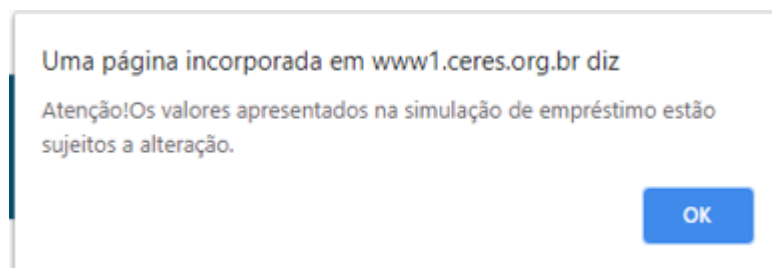 Uma página incorporada em www1.ceres.org.br diz
Atenção!Os valores apresentados na simulação de empréstimo estão
sujeitos a alteração.
OK